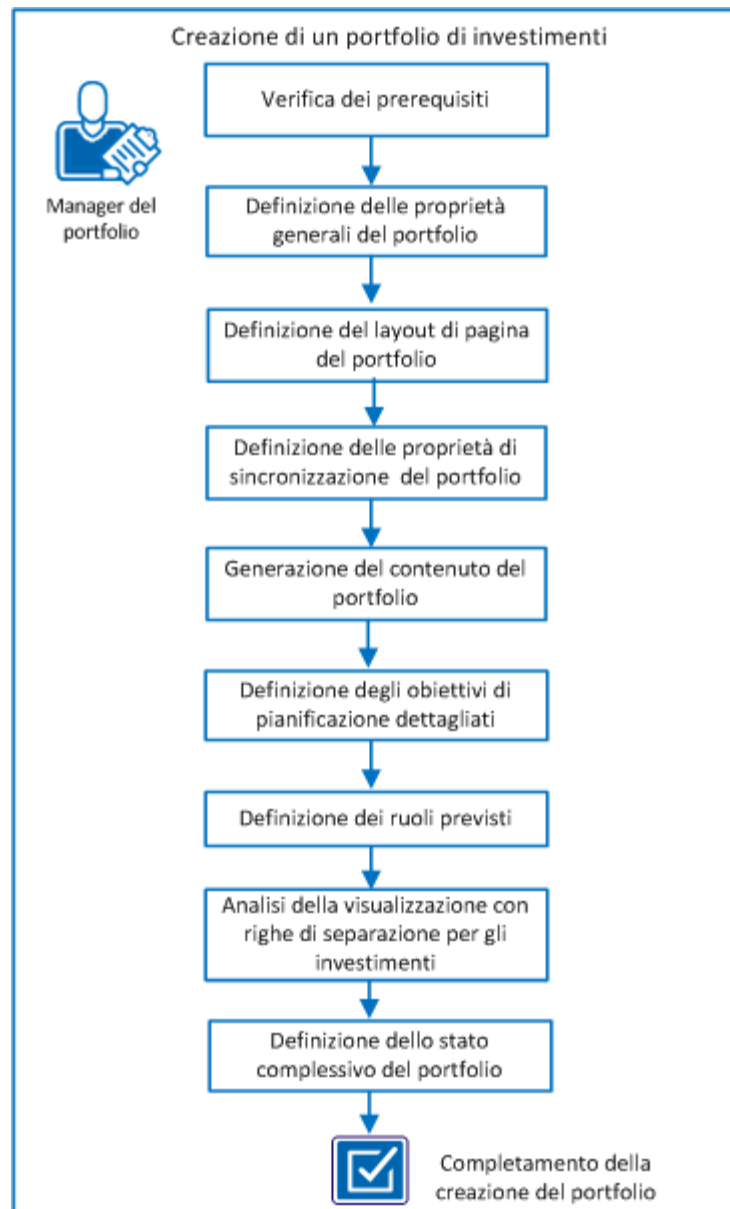 Creazione di un portfolio di investimenti
Verifica dei prerequisiti
Manager del
portfolio
Definizione delle proprietà
generali del portfolio
Definizione del layout di pagina
del portfolio
Definizione delle proprietà di
sincronizzazione del portfolio
Generazione del contenuto del
portfolio
Definizione degli obiettivi di
pianificazione dettagliati
Definizione dei ruoli previsti
Analisi della visualizzazione con
righe di separazione per gli
investimenti
Definizione dello stato
complessivo del portfolio
Completamento della
creazione del portfolio